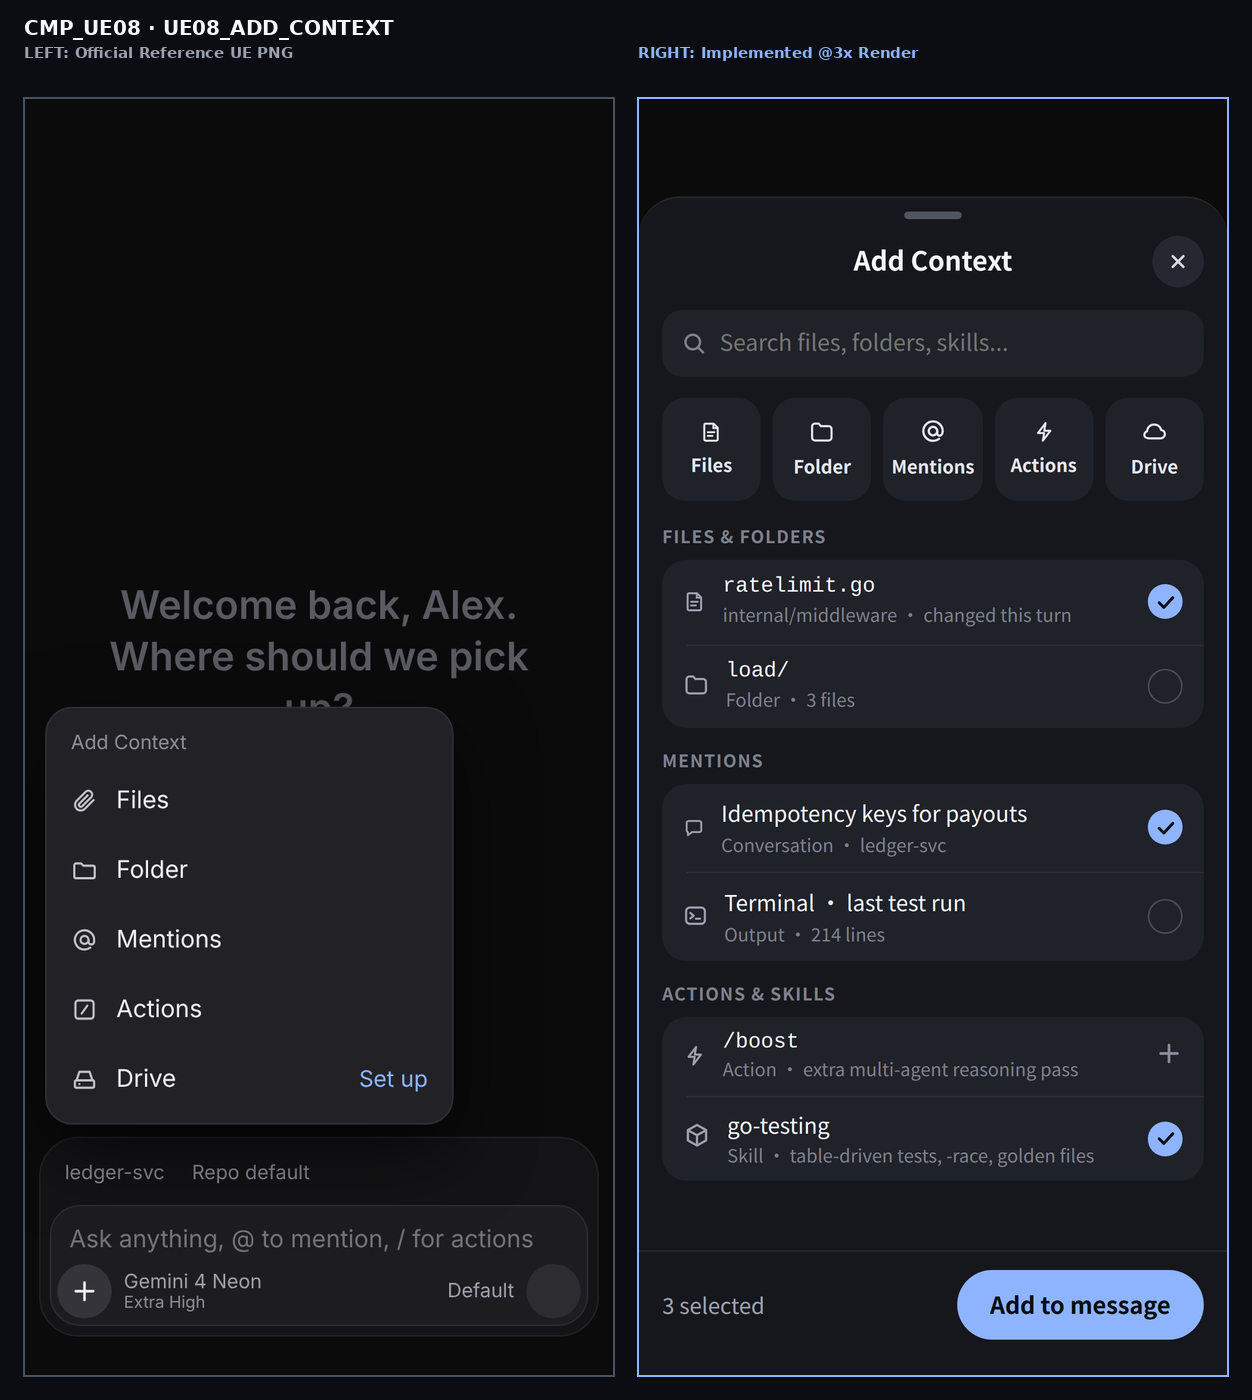 CMP_UE08 · UE08_ADD_CONTEXT
LEFT: Official Reference UE PNG
RIGHT: Implemented @3x Render
Welcome back, Alex.
Where should we pick
up?
Add Context
Files
Folder
Mentions
Actions
Drive
Set up
ledger-svc
Repo default
Ask anything, @ to mention, / for actions
Gemini 4 Neon
Extra High
Default
Add Context
Search files, folders, skills...
Files
Folder
Mentions
Actions
Drive
FILES & FOLDERS
ratelimit.go
internal/middleware • changed this turn
load/
Folder • 3 files
MENTIONS
Idempotency keys for payouts
Conversation • ledger-svc
Terminal • last test run
Output • 214 lines
ACTIONS & SKILLS
/boost
Action • extra multi-agent reasoning pass
go-testing
Skill • table-driven tests, -race, golden files
3 selected
Add to message